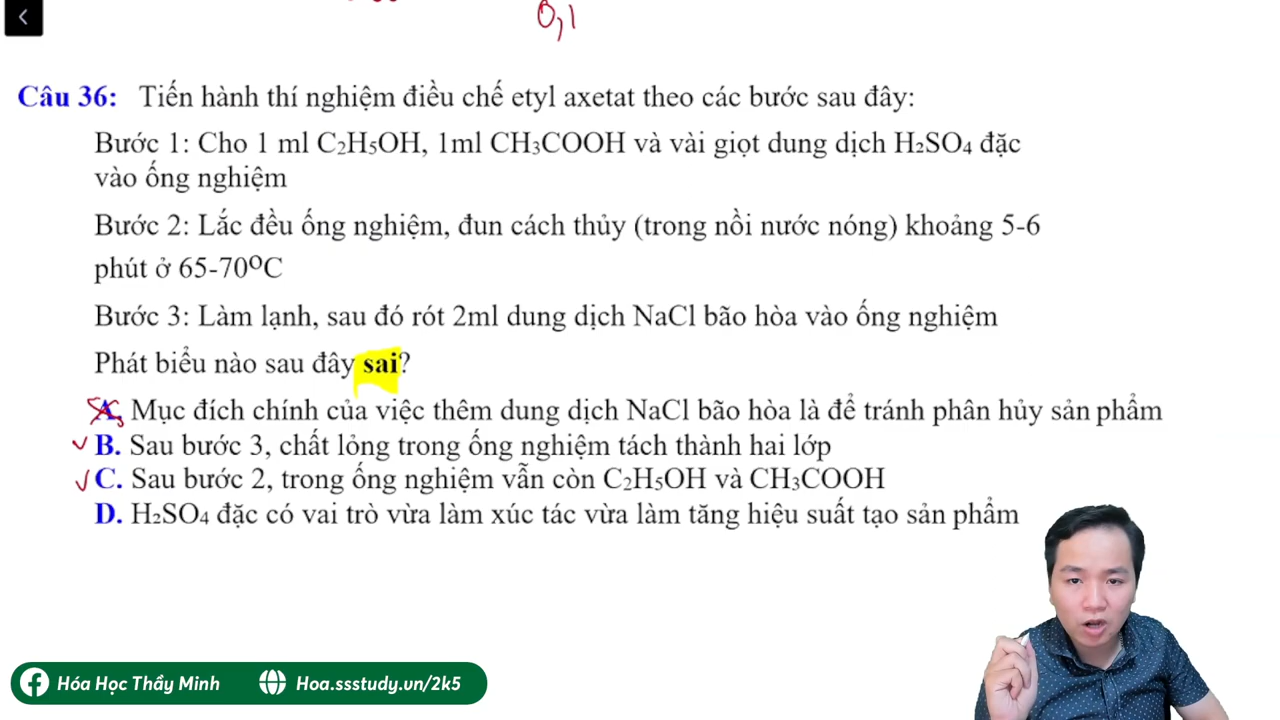 0,1
Câu 36: Tiến hành thí nghiệm điều chế etyl axetat theo các bước sau đây:
Bước 1: Cho 1 ml C₂H₅OH, 1ml CH₃COOH và vài giọt dung dịch H₂SO₄ đặc
vào ống nghiệm
Bước 2: Lắc đều ống nghiệm, đun cách thủy (trong nồi nước nóng) khoảng 5-6
phút ở 65-70⁰C
Bước 3: Làm lạnh, sau đó rót 2ml dung dịch NaCl bão hòa vào ống nghiệm
Phát biểu nào sau đây sai?
A. Mục đích chính của việc thêm dung dịch NaCl bão hòa là để tránh phân hủy sản phẩm
B. Sau bước 3, chất lỏng trong ống nghiệm tách thành hai lớp
C. Sau bước 2, trong ống nghiệm vẫn còn C₂H₅OH và CH₃COOH
D. H₂SO₄ đặc có vai trò vừa làm xúc tác vừa làm tăng hiệu suất tạo sản phẩm
Hóa Học Thầy Minh
Hoa.ssstudy.vn/2k5